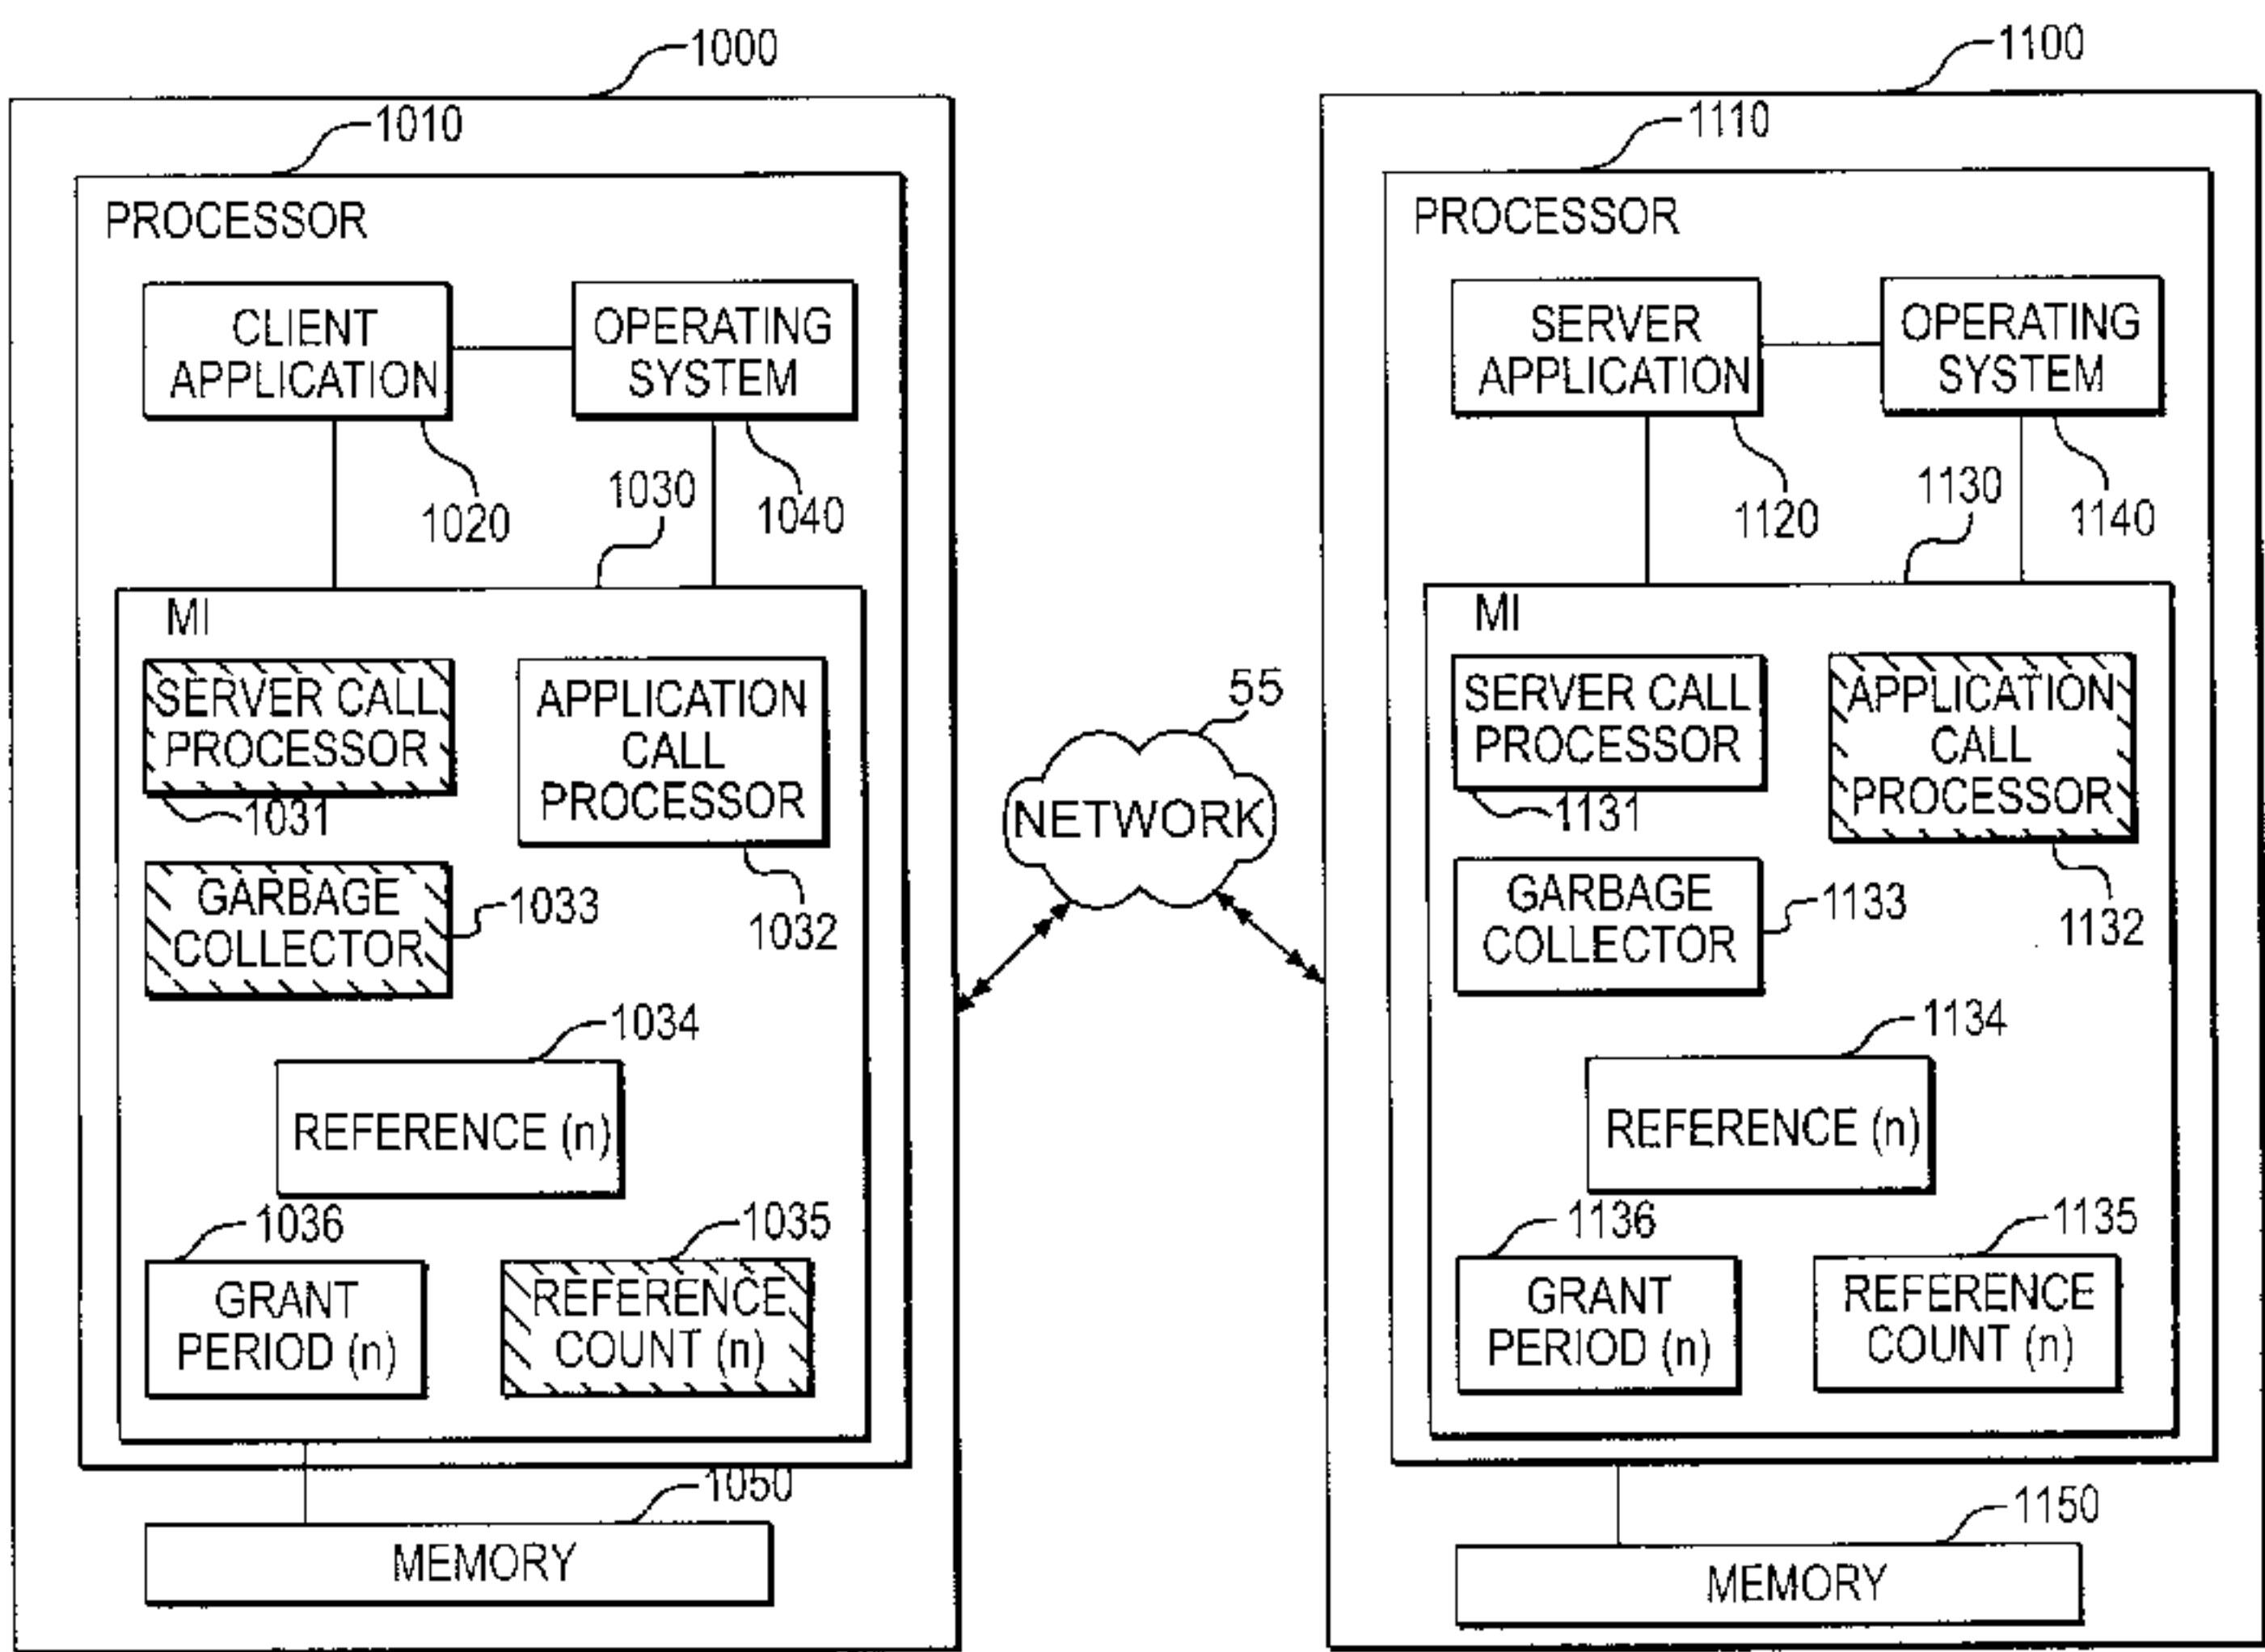 1000
1010
PROCESSOR
CLIENT
APPLICATION
OPERATING
SYSTEM
1020
1030
1040
MI
SERVER CALL
PROCESSOR
1031
APPLICATION
CALL
PROCESSOR
1032
GARBAGE
COLLECTOR
1033
1034
REFERENCE (n)
1036
GRANT
PERIOD (n)
1035
REFERENCE
COUNT (n)
1050
MEMORY
55
NETWORK
1100
1110
PROCESSOR
SERVER
APPLICATION
OPERATING
SYSTEM
1120
1130
1140
MI
SERVER CALL
PROCESSOR
1131
APPLICATION
CALL
PROCESSOR
1132
GARBAGE
COLLECTOR
1133
1134
REFERENCE (n)
1136
GRANT
PERIOD (n)
1135
REFERENCE
COUNT (n)
1150
MEMORY